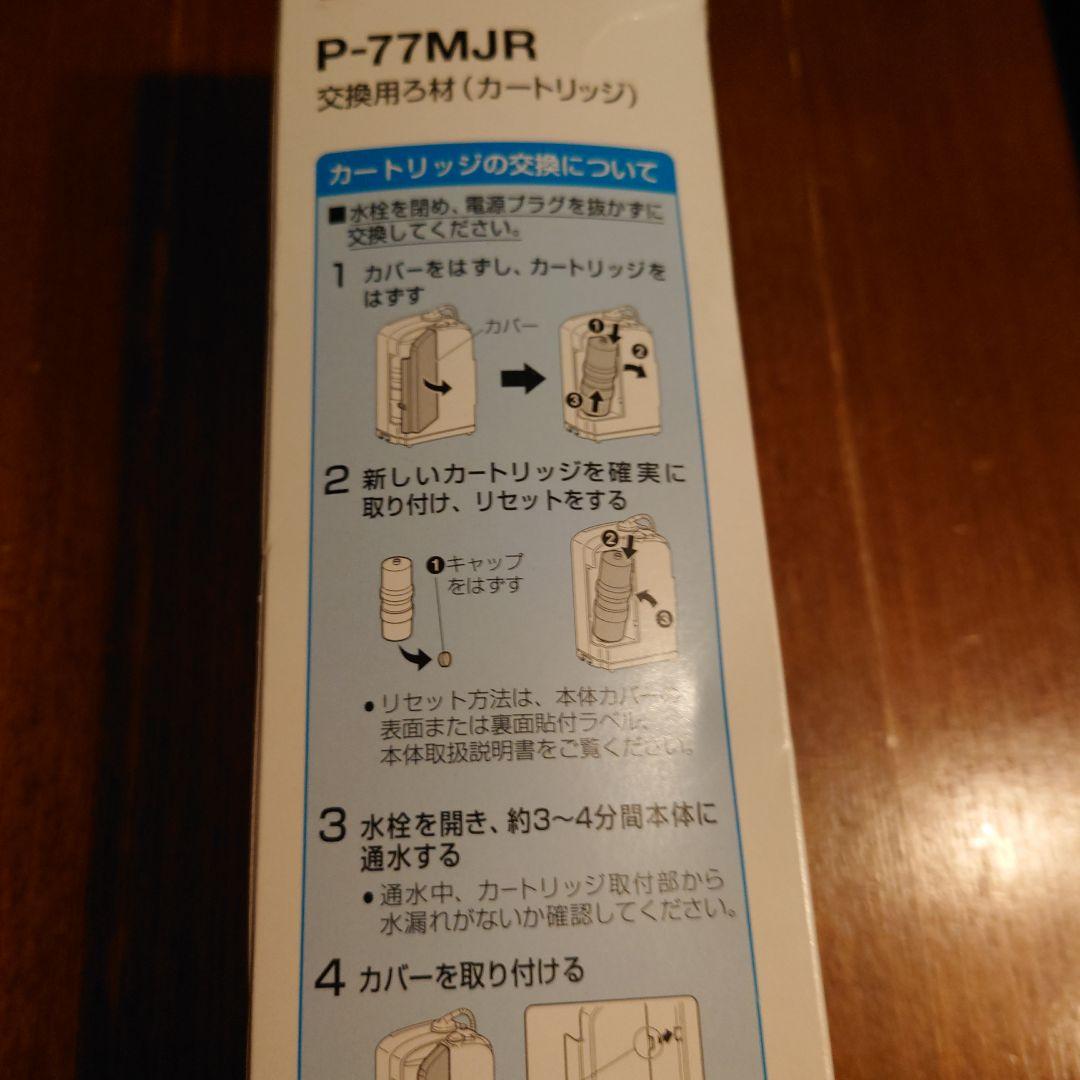 P-77MJR
交換用ろ材(カートリッジ)
カートリッジの交換について
■水栓を閉め、電源プラグを抜かずに
交換してください。
1 カバーをはずし、カートリッジを
はずす
カバー
❶
❷
❸
2 新しいカートリッジを確実に
取り付け、リセットをする
❶キャップ
をはずす
❷
❸
●リセット方法は、本体カバーの
表面または裏面貼付ラベル、
本体取扱説明書をご覧ください。
3 水栓を開き、約3〜4分間本体に
通水する
●通水中、カートリッジ取付部から
水漏れがないか確認してください。
4 カバーを取り付ける